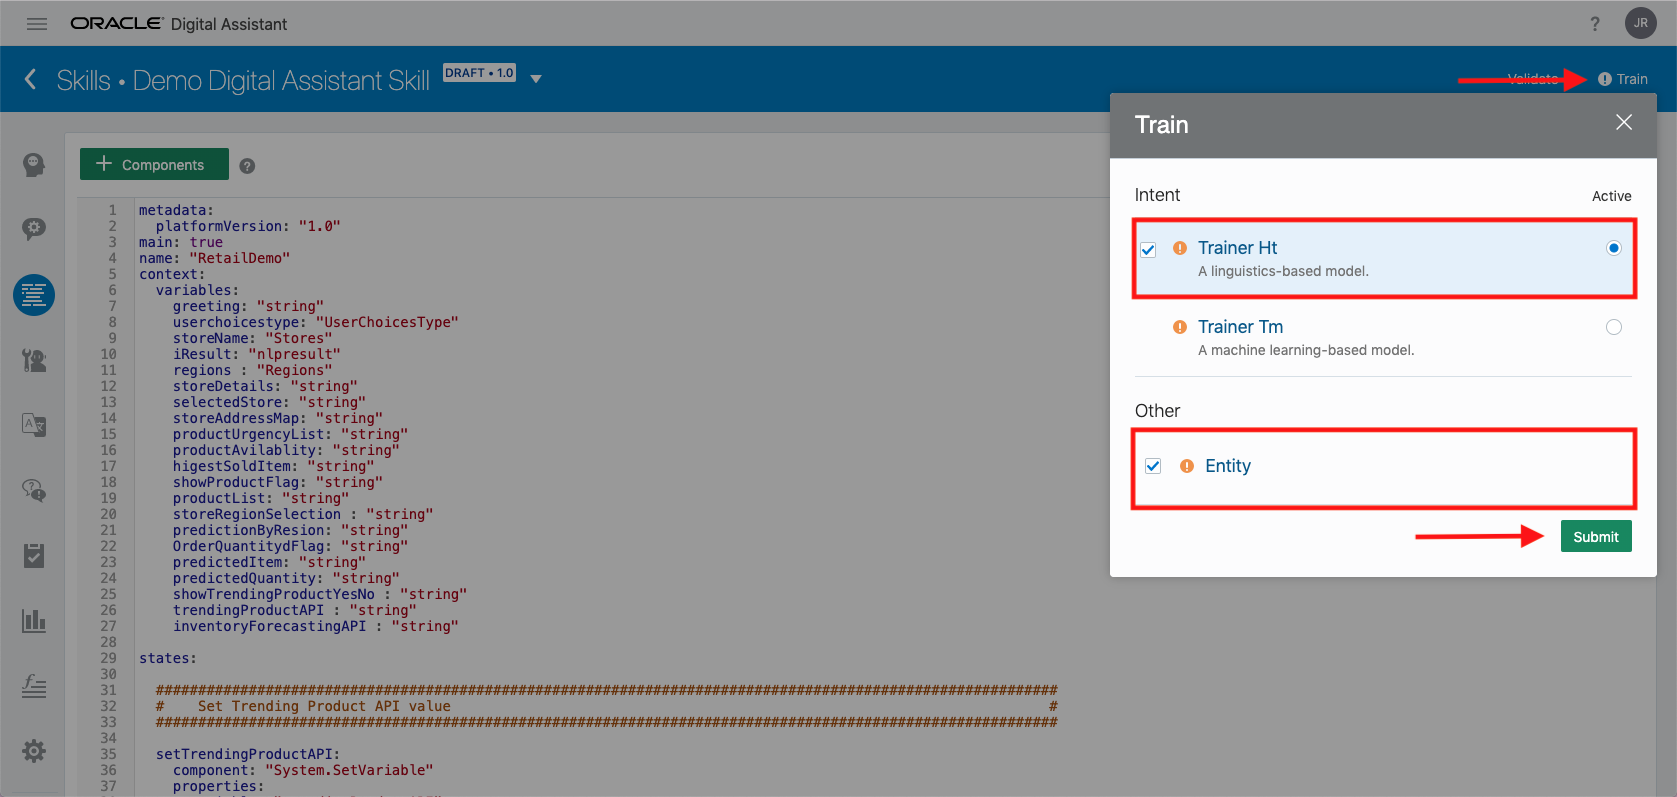 ORACLE Digital Assistant
?
JR
Skills • Demo Digital Assistant Skill
DRAFT • 1.0
Validate
Train
Train
+ Components
?
Intent
Active
Trainer Ht
A linguistics-based model.
Trainer Tm
A machine learning-based model.
Other
Entity
Submit
1 metadata:
2 platformVersion: "1.0"
3 main: true
4 name: "RetailDemo"
5 context:
6 variables:
7 greeting: "string"
8 userchoicestype: "UserChoicesType"
9 storeName: "Stores"
10 iResult: "nlpresult"
11 regions : "Regions"
12 storeDetails: "string"
13 selectedStore: "string"
14 storeAddressMap: "string"
15 productUrgencyList: "string"
16 productAvilablity: "string"
17 higestSoldItem: "string"
18 showProductFlag: "string"
19 productList: "string"
20 storeRegionSelection : "string"
21 predictionByResion: "string"
22 OrderQuantitydFlag: "string"
23 predictedItem: "string"
24 predictedQuantity: "string"
25 showTrendingProductYesNo : "string"
26 trendingProductAPI : "string"
27 inventoryForecastingAPI : "string"
28
29 states:
30
31 ###########################################################################################################
32 # Set Trending Product API value #
33 ###########################################################################################################
34
35 setTrendingProductAPI:
36 component: "System.SetVariable"
37 properties: